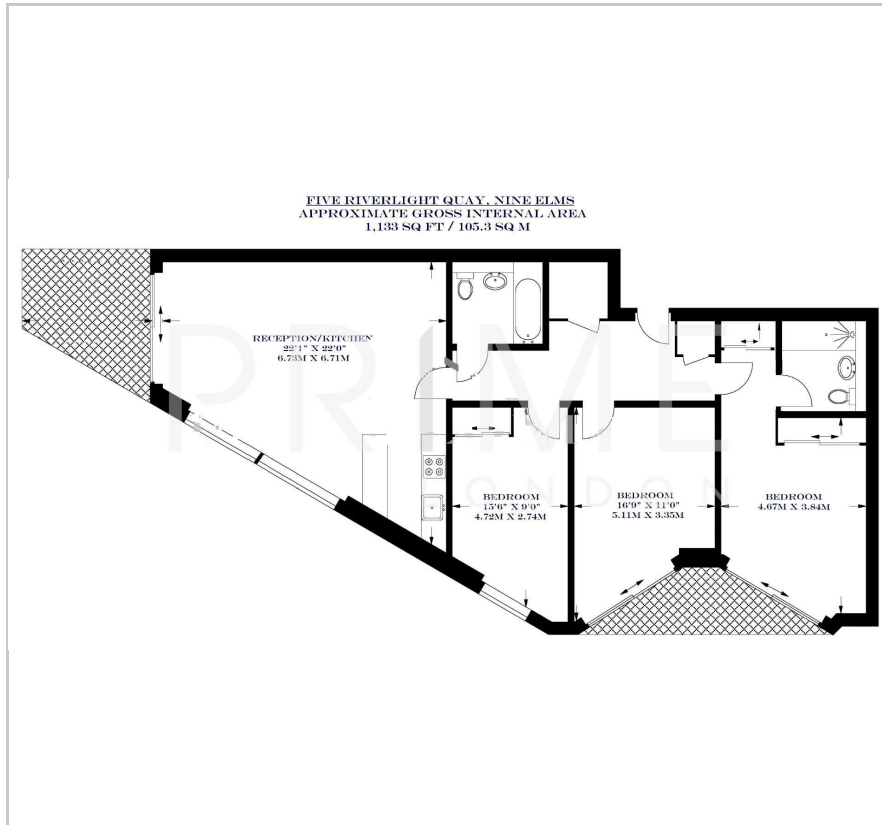 FIVE RIVERLIGHT QUAY, NINE ELMS
APPROXIMATE GROSS INTERNAL AREA
1,133 SQ FT / 105.3 SQ M
RECEPTION/KITCHEN
22'1" X 22'0"
6.73M X 6.71M
PRIME
LONDON
BEDROOM
15'6" X 9'0"
4.72M X 2.74M
BEDROOM
16'9" X 11'0"
5.11M X 3.35M
BEDROOM
4.67M X 3.84M